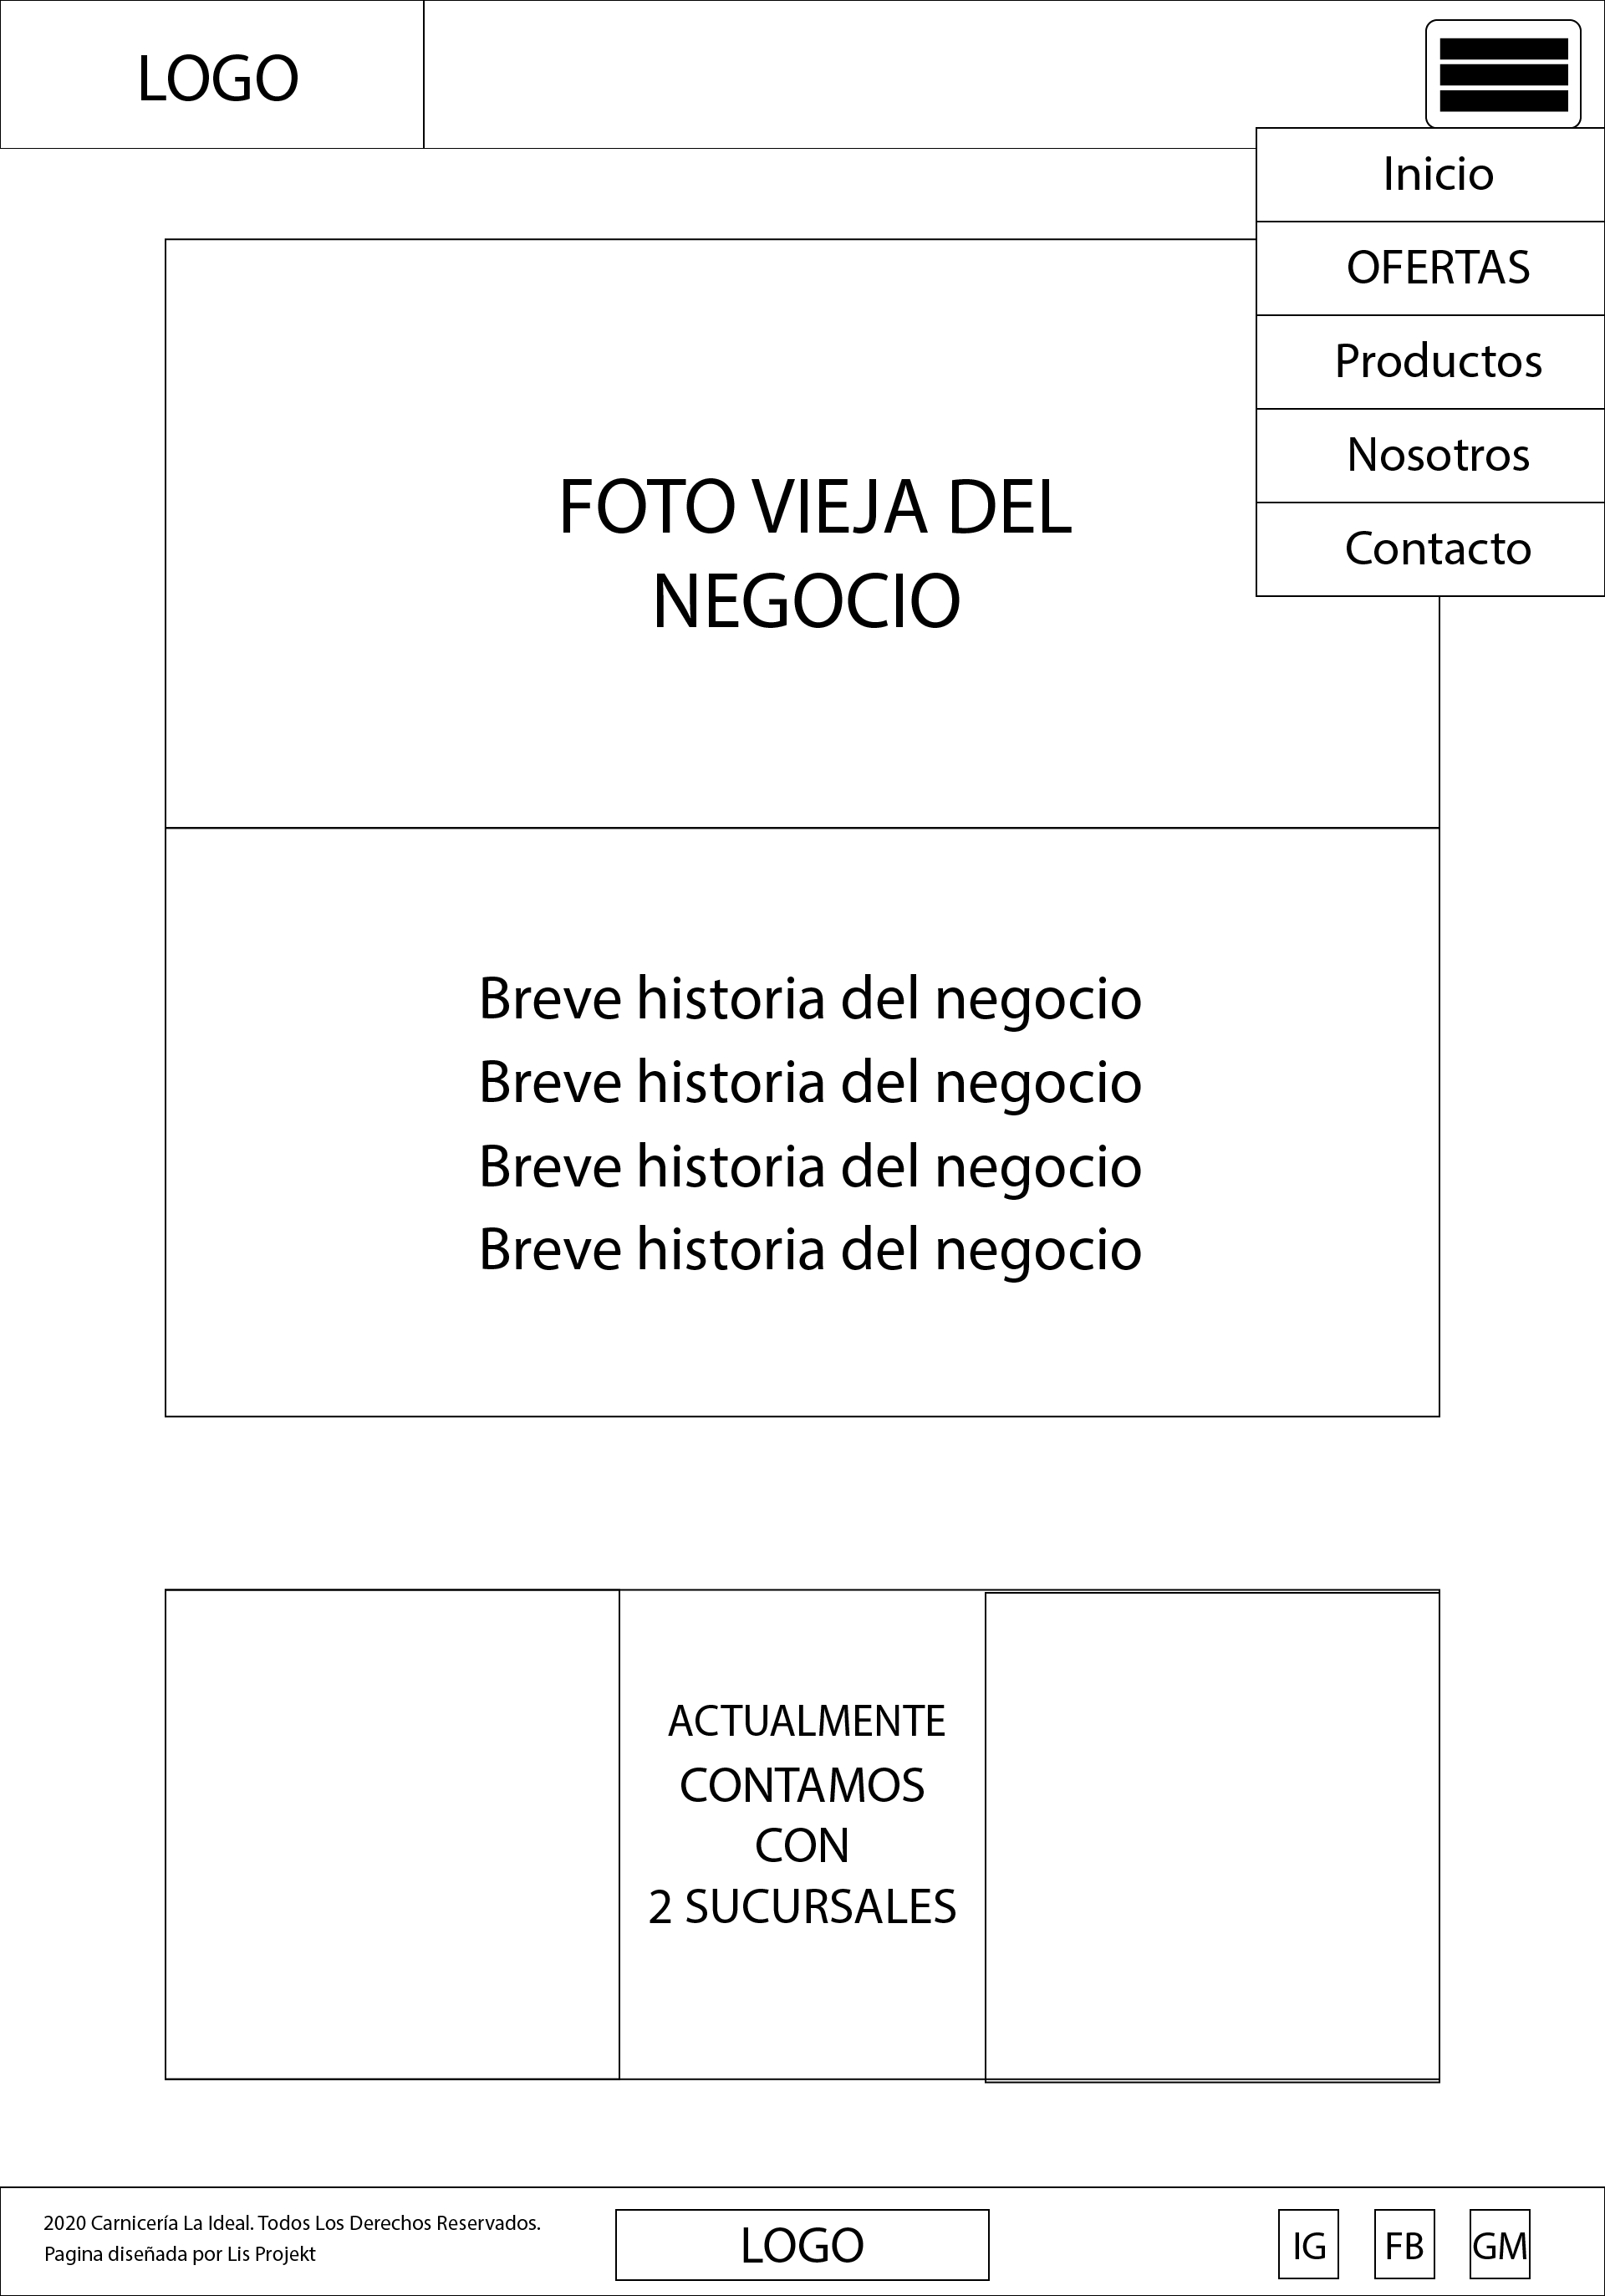 LOGO
Inicio
OFERTAS
Productos
Nosotros
Contacto
FOTO VIEJA DEL
NEGOCIO
Breve historia del negocio
Breve historia del negocio
Breve historia del negocio
Breve historia del negocio
ACTUALMENTE
CONTAMOS
CON
2 SUCURSALES
2020 Carnicería La Ideal. Todos Los Derechos Reservados.
Pagina diseñada por Lis Projekt
LOGO
IG
FB
GM